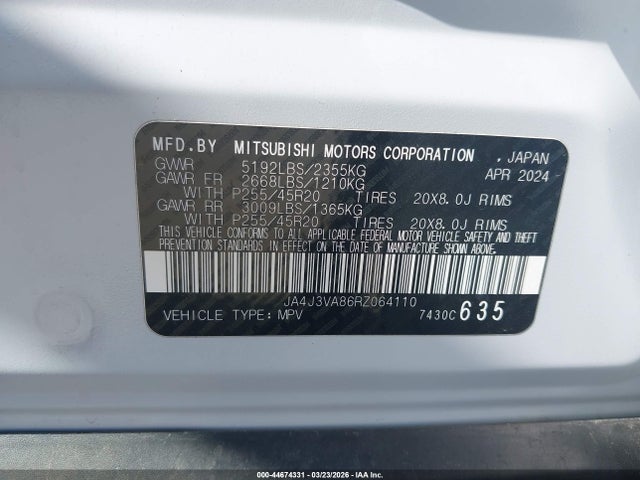 MFD.BY MITSUBISHI MOTORS CORPORATION , JAPAN
GVWR 5192LBS/2355KG APR 2024
GAWR FR 2668LBS/1210KG
WITH P255/45R20 TIRES 20X8.0J RIMS
GAWR RR 3009LBS/1365KG
WITH P255/45R20 TIRES 20X8.0J RIMS
THIS VEHICLE CONFORMS TO ALL APPLICABLE FEDERAL MOTOR VEHICLE SAFETY AND THEFT
PREVENTION STANDARDS IN EFFECT ON THE DATE OF MANUFACTURE SHOWN ABOVE.
JA4J3VA86RZ064110
VEHICLE TYPE: MPV 7430C 635
000-44674331 - 03/23/2026 - IAA Corp.